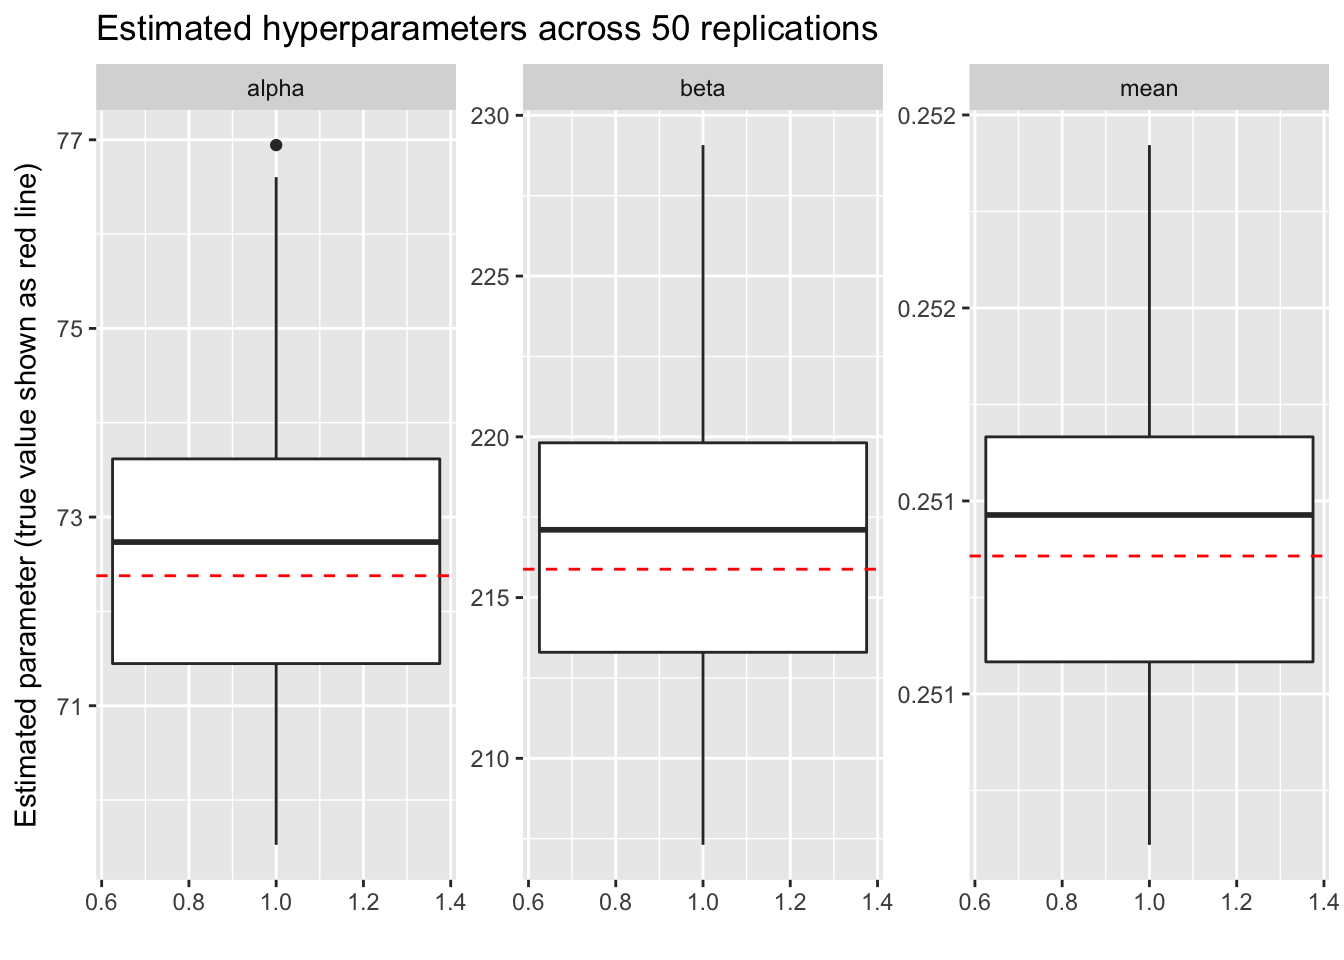 Estimated hyperparameters across 50 replications
Estimated parameter (true value shown as red line)
alpha
77
75
73
71
0.6 0.8 1.0 1.2 1.4
beta
230
225
220
215
210
0.6 0.8 1.0 1.2 1.4
mean
0.252
0.252
0.251
0.251
0.6 0.8 1.0 1.2 1.4